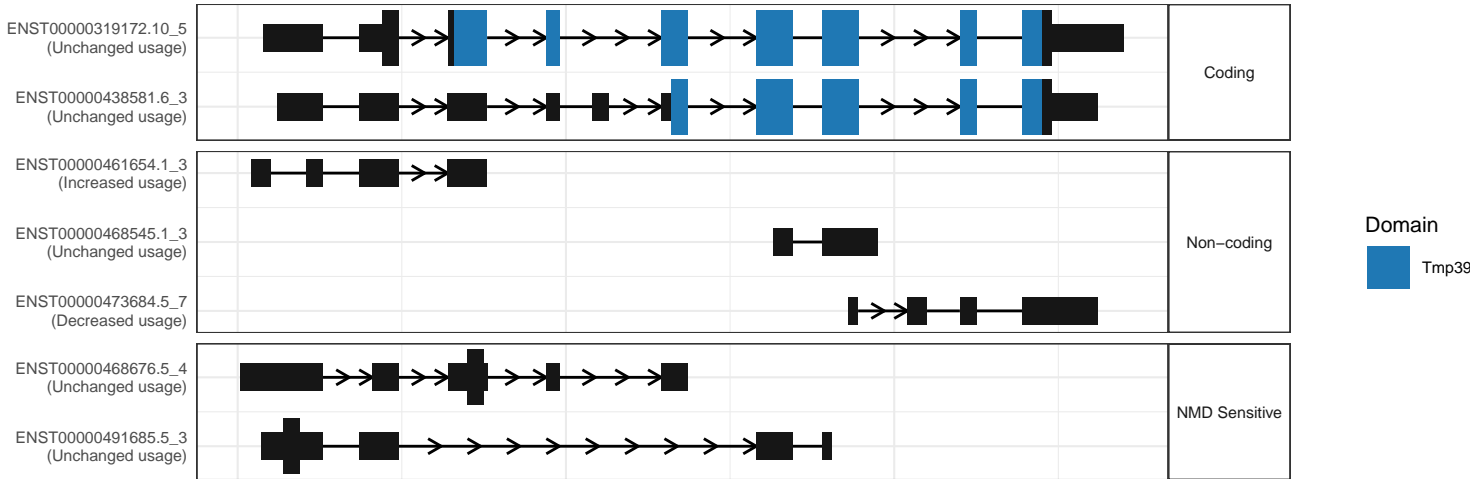 ENST00000319172.10_5
(Unchanged usage)
ENST00000438581.6_3
(Unchanged usage)
Coding
ENST00000461654.1_3
(Increased usage)
ENST00000468545.1_3
(Unchanged usage)
ENST00000473684.5_7
(Decreased usage)
Non−coding
ENST00000468676.5_4
(Unchanged usage)
ENST00000491685.5_3
(Unchanged usage)
NMD Sensitive
Domain
Tmp39